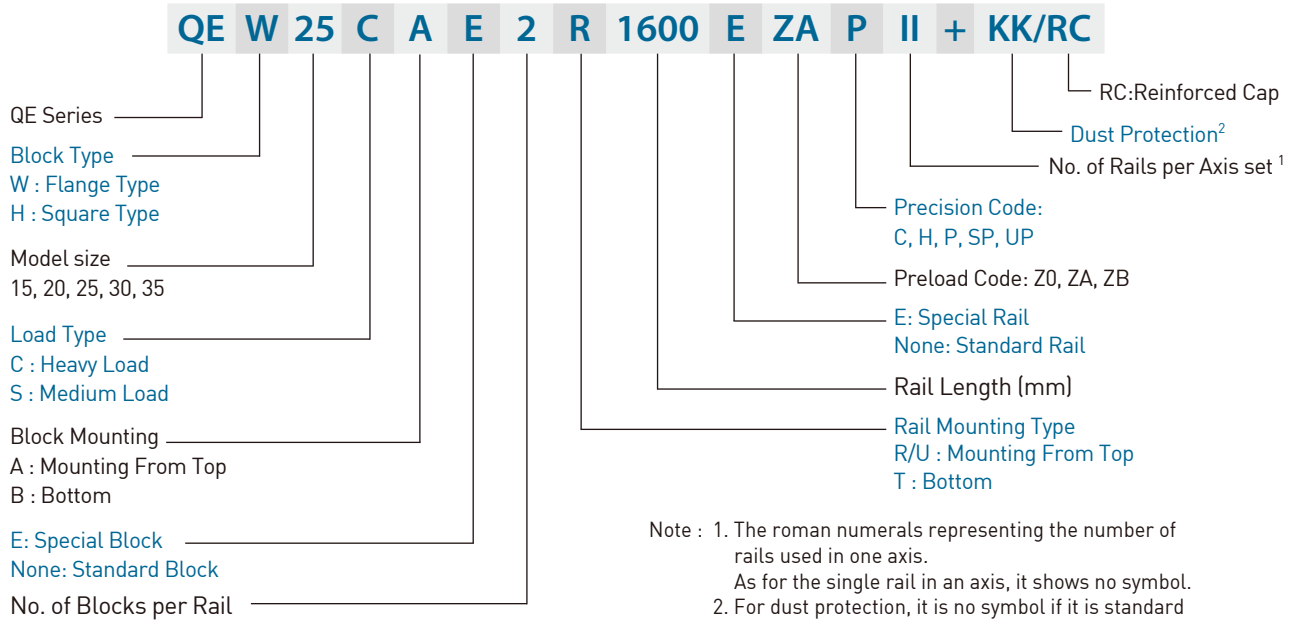 QE W 25 C A E 2 R 1600 E ZA P II + KK/RC
QE Series
Block Type
W : Flange Type
H : Square Type
Model size
15, 20, 25, 30, 35
Load Type
C : Heavy Load
S : Medium Load
Block Mounting
A : Mounting From Top
B : Bottom
E: Special Block
None: Standard Block
No. of Blocks per Rail
RC:Reinforced Cap
Dust Protection2
No. of Rails per Axis set 1
Precision Code:
C, H, P, SP, UP
Preload Code: Z0, ZA, ZB
E: Special Rail
None: Standard Rail
Rail Length (mm)
Rail Mounting Type
R/U : Mounting From Top
T : Bottom
Note : 1. The roman numerals representing the number of
rails used in one axis.
As for the single rail in an axis, it shows no symbol.
2. For dust protection, it is no symbol if it is standard